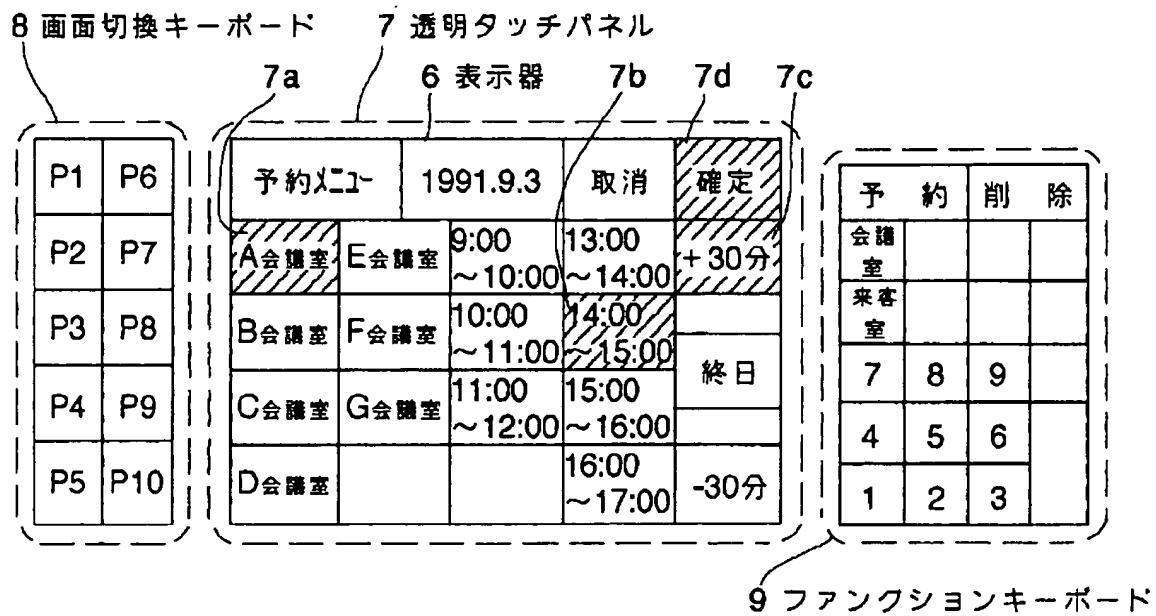 8 画面切換キーボード
7 透明タッチパネル
7a
6 表示器
7b
7d
7c
P1 P6
P2 P7
P3 P8
P4 P9
P5 P10
予約メニュー 1991.9.3 取消 確定
A会議室 E会議室 9:00 13:00 +30分
～10:00 ～14:00
B会議室 F会議室 10:00 14:00
～11:00 ～15:00
終日
C会議室 G会議室 11:00 15:00
～12:00 ～16:00
D会議室 16:00 -30分
～17:00
予約 削除
会議
室
来客
室
7 8 9
4 5 6
1 2 3
9 ファンクションキーボード